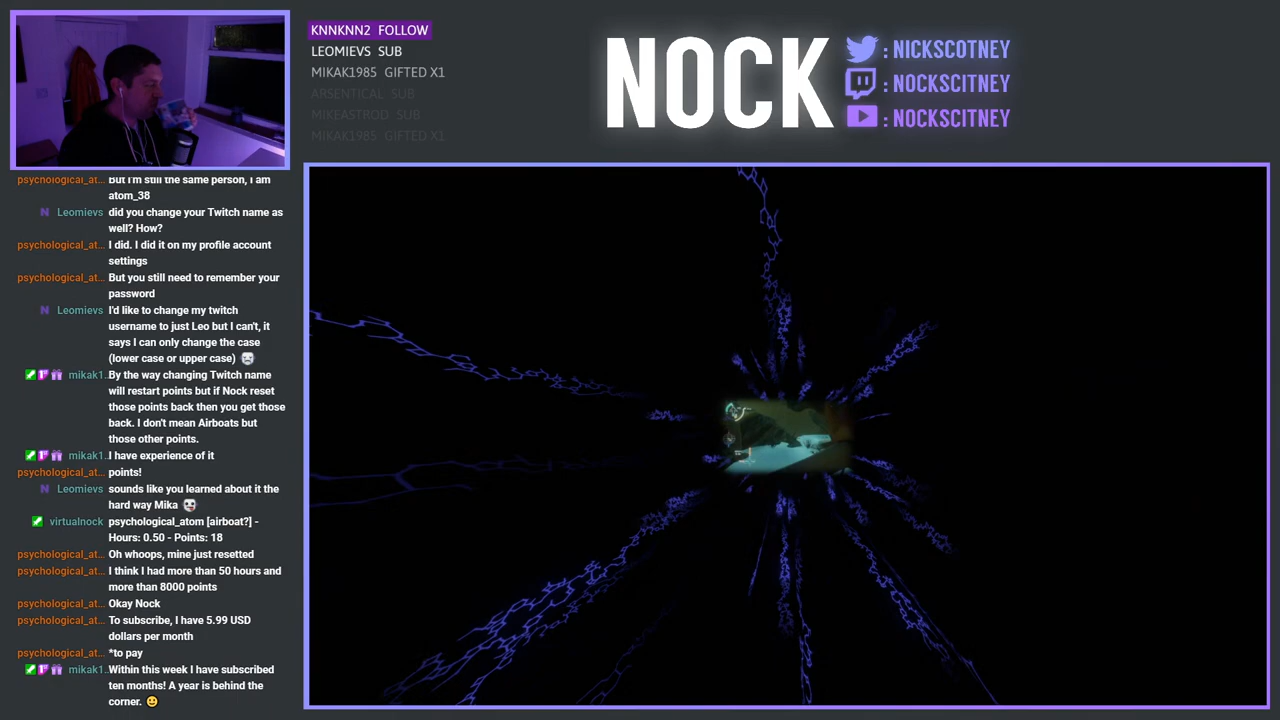 KNNKNN2 FOLLOW
LEOMIEVS SUB
MIKAK1985 GIFTED X1
ARSENTICAL SUB
MIKEASTROD SUB
MIKAK1985 GIFTED X1
NOCK
: NICKSCOTNEY
: NOCKSCITNEY
: NOCKSCITNEY
psychological_at... But I'm still the same person, I am
atom_38
Leomievs did you change your Twitch name as
well? How?
psychological_at... I did. I did it on my profile account
settings
psychological_at... But you still need to remember your
password
Leomievs I'd like to change my twitch
username to just Leo but I can't, it
says I can only change the case
(lower case or upper case)
mikak1... By the way changing Twitch name
will restart points but if Nock reset
those points back then you get those
back. I don't mean Airboats but
those other points.
mikak1... I have experience of it
psychological_at... points!
Leomievs sounds like you learned about it the
hard way Mika
virtualnock psychological_atom [airboat?] -
Hours: 0.50 - Points: 18
psychological_at... Oh whoops, mine just resetted
psychological_at... I think I had more than 50 hours and
more than 8000 points
psychological_at... Okay Nock
psychological_at... To subscribe, I have 5.99 USD
dollars per month
psychological_at... *to pay
mikak1... Within this week I have subscribed
ten months! A year is behind the
corner.